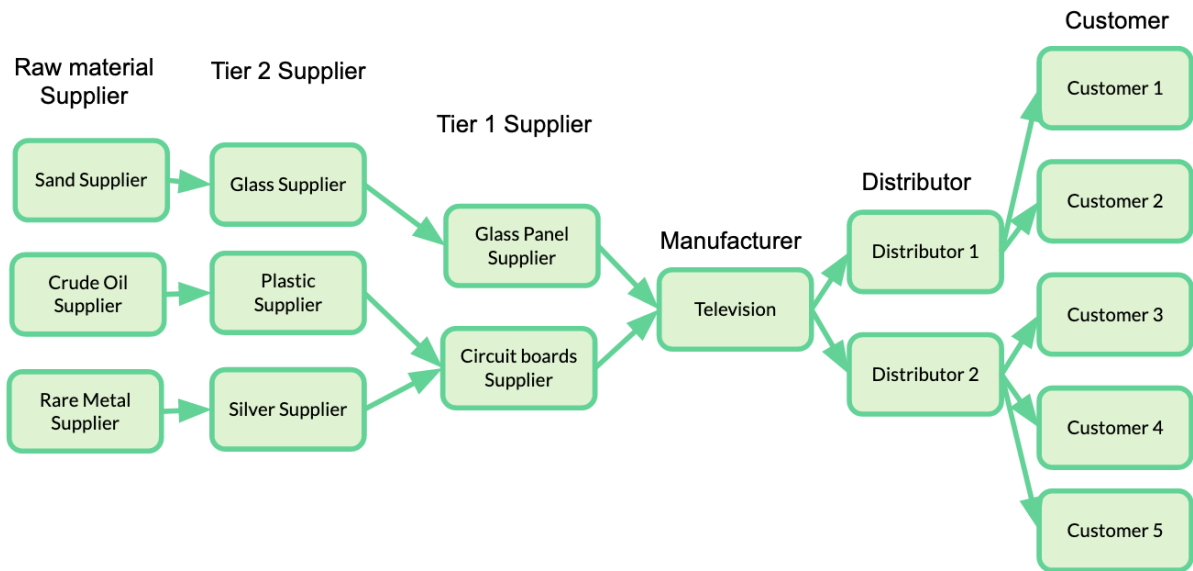 Raw material
Supplier
Tier 2 Supplier
Tier 1 Supplier
Manufacturer
Distributor
Customer
Sand Supplier
Crude Oil
Supplier
Rare Metal
Supplier
Glass Supplier
Plastic
Supplier
Silver Supplier
Glass Panel
Supplier
Circuit boards
Supplier
Television
Distributor 1
Distributor 2
Customer 1
Customer 2
Customer 3
Customer 4
Customer 5